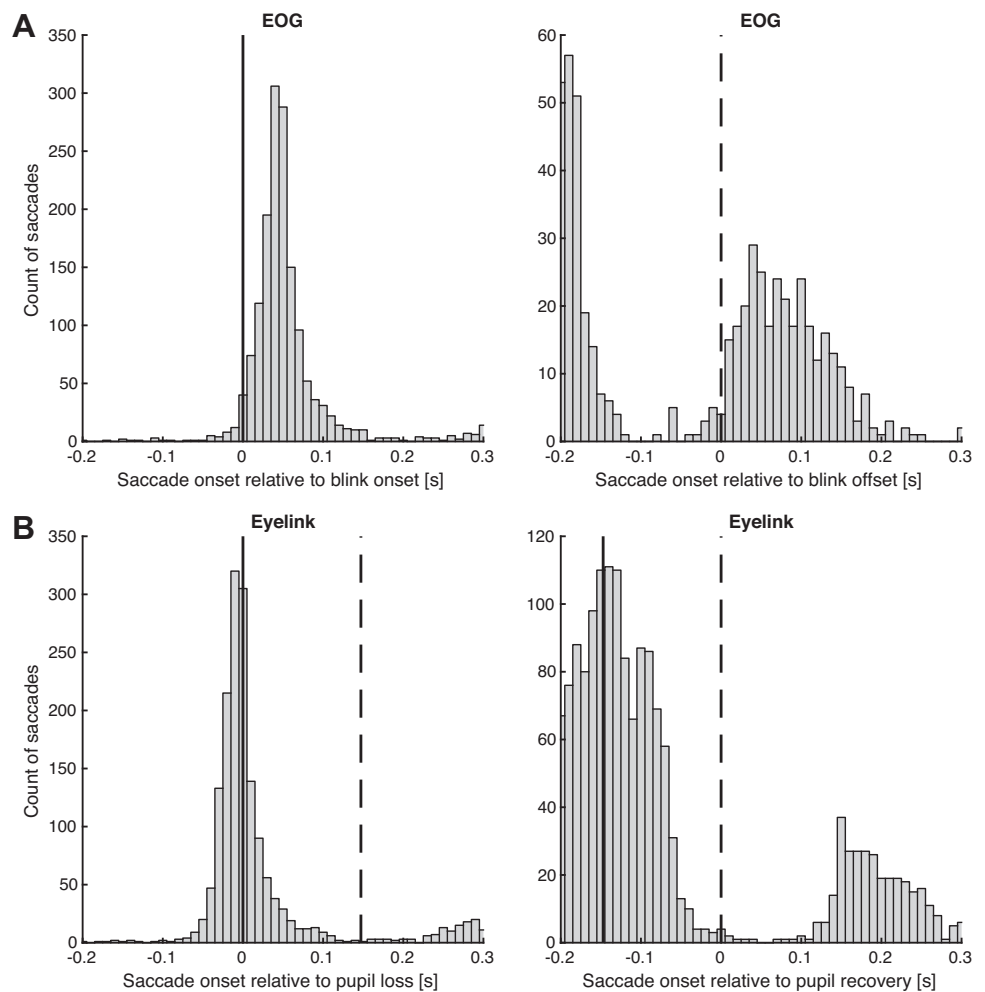 A
EOG
EOG
350
300
250
200
150
100
50
0
Count of saccades
-0.2 -0.1 0 0.1 0.2 0.3
Saccade onset relative to blink onset [s]
60
50
40
30
20
10
0
-0.2 -0.1 0 0.1 0.2 0.3
Saccade onset relative to blink offset [s]
B
Eyelink
Eyelink
350
300
250
200
150
100
50
0
Count of saccades
-0.2 -0.1 0 0.1 0.2 0.3
Saccade onset relative to pupil loss [s]
120
100
80
60
40
20
0
-0.2 -0.1 0 0.1 0.2 0.3
Saccade onset relative to pupil recovery [s]